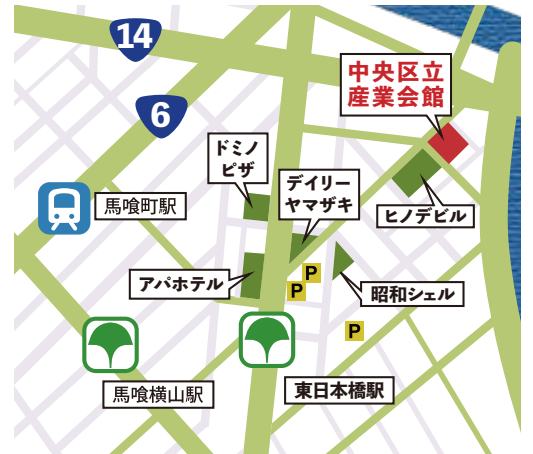 14
6
中央区立
産業会館
ドミノ
ピザ
デイリー
ヤマザキ
馬喰町駅
ヒノデビル
アパホテル
P
P
昭和シェル
P
馬喰横山駅
東日本橋駅